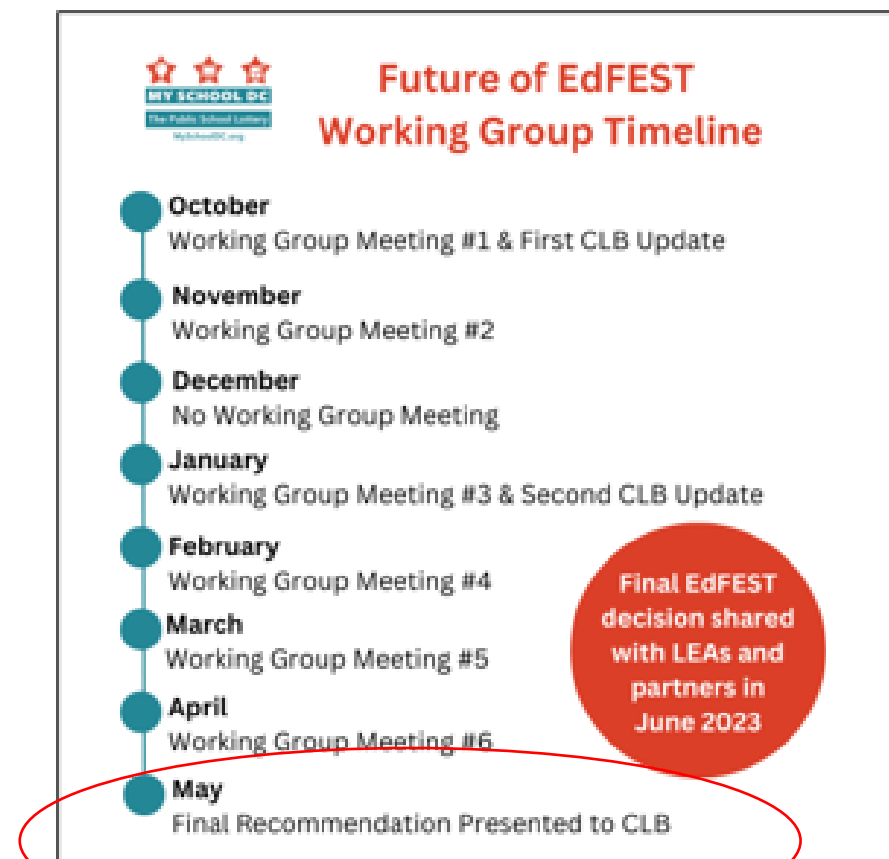 MY SCHOOL DC
The Public School Lottery
MySchoolDC.org
Future of EdFEST
Working Group Timeline
October
Working Group Meeting #1 & First CLB Update
November
Working Group Meeting #2
December
No Working Group Meeting
January
Working Group Meeting #3 & Second CLB Update
February
Working Group Meeting #4
March
Working Group Meeting #5
April
Working Group Meeting #6
May
Final Recommendation Presented to CLB
Final EdFEST
decision shared
with LEAs and
partners in
June 2023